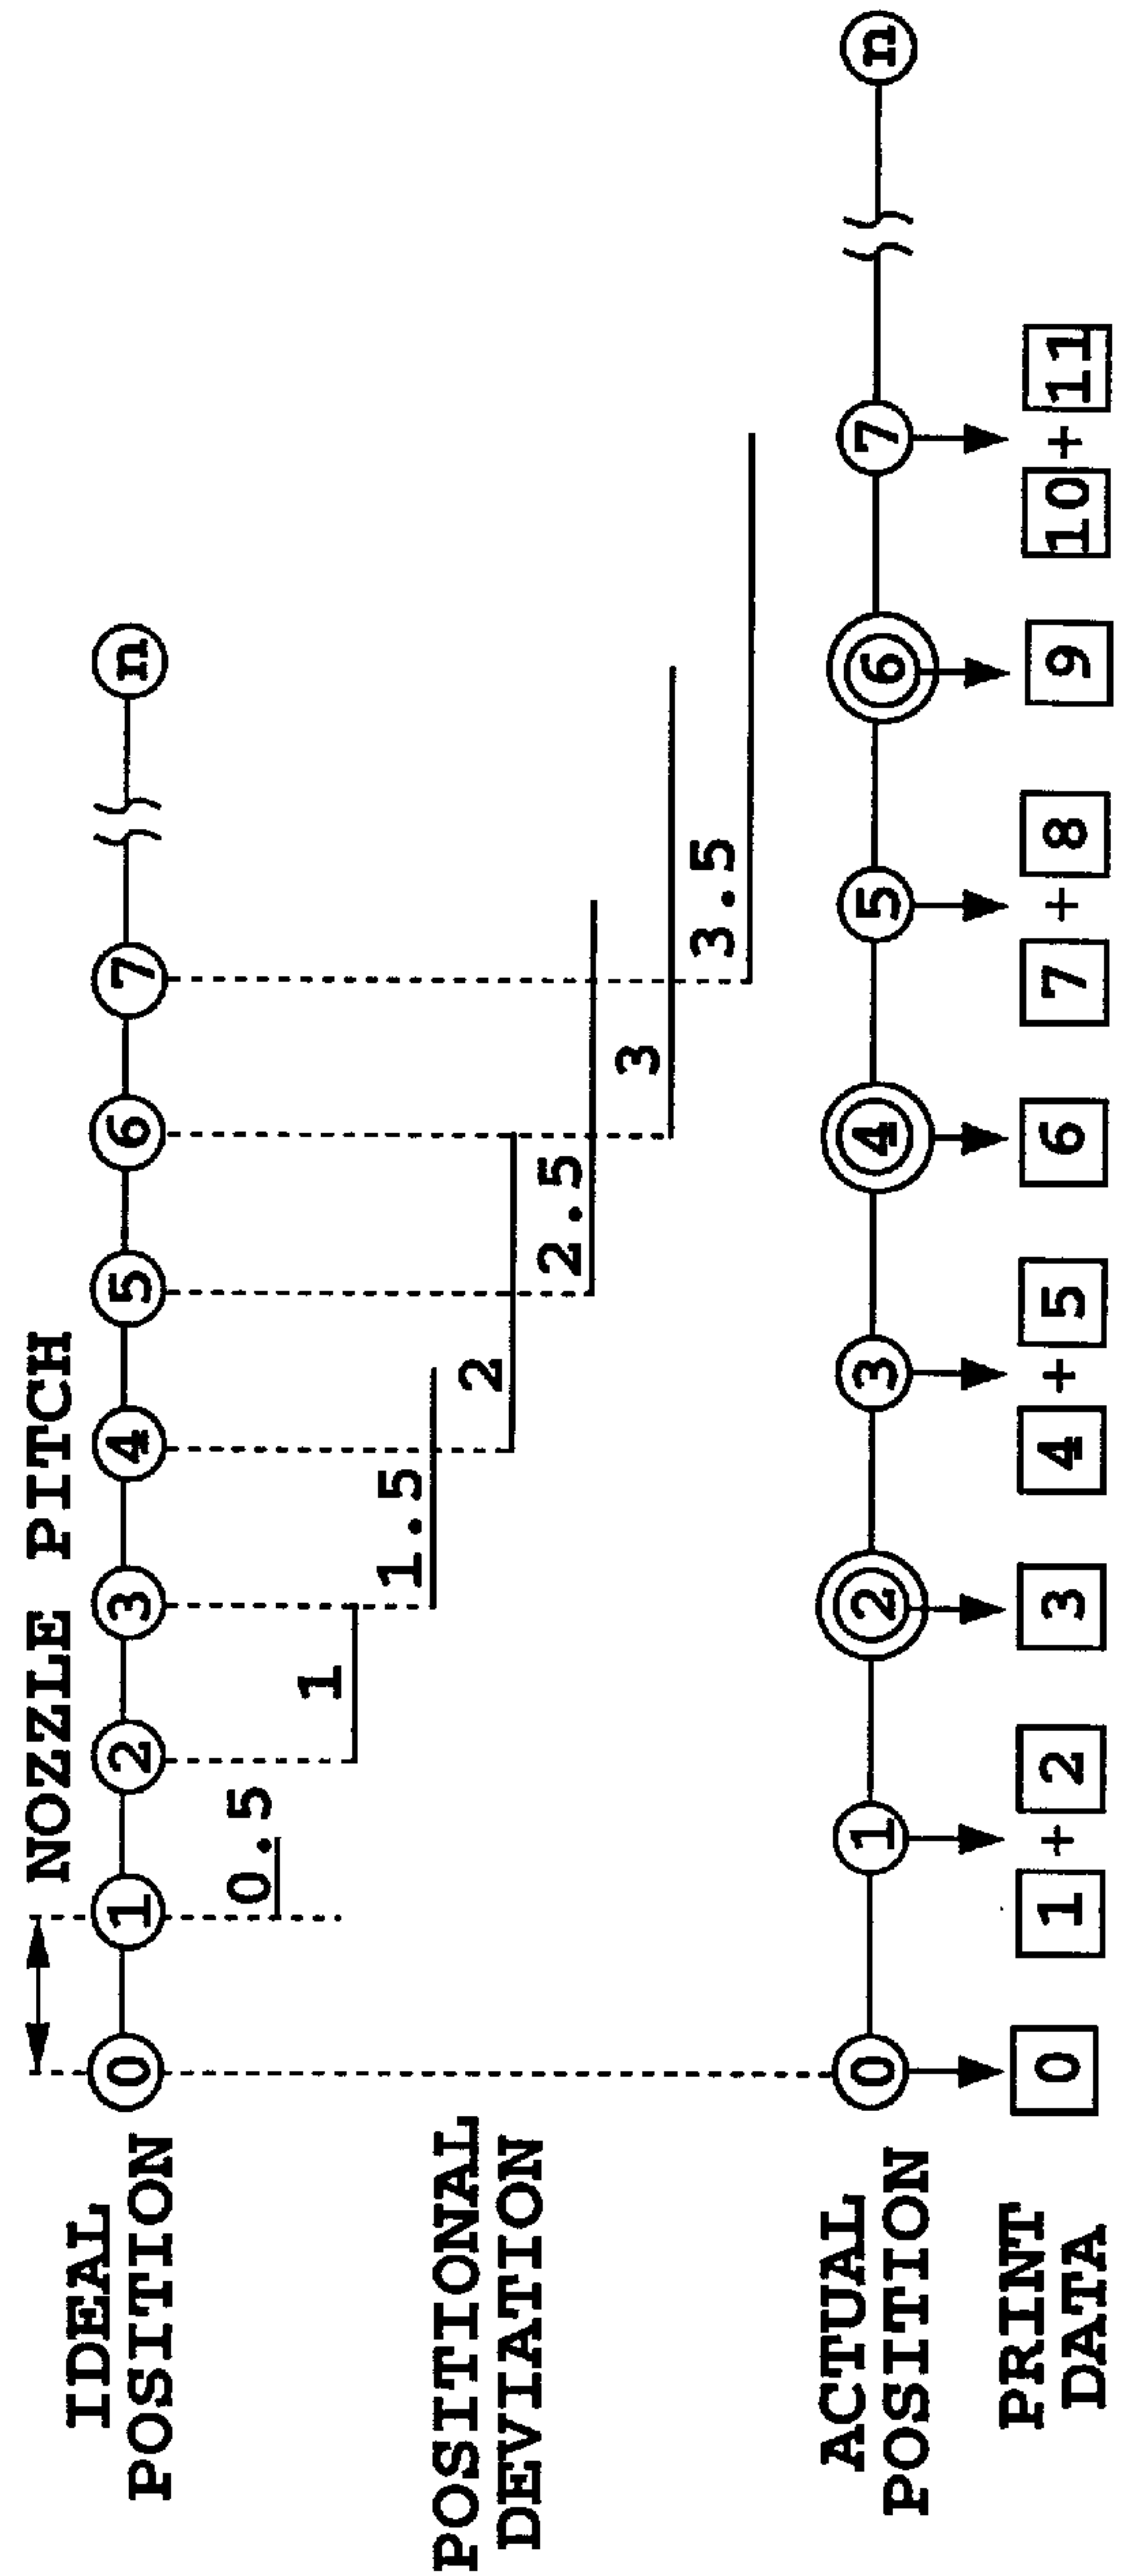 NOZZLE PITCH
IDEAL
POSITION
0 1 2 3 4 5 6 7 n
POSITIONAL
DEVIATION
0.5
1
1.5
2
2.5
3
3.5
ACTUAL
POSITION
0 1 2 3 4 5 6 7 n
PRINT
DATA
0 1 + 2 3 4 + 5 6 7 + 8 9 10 + 11